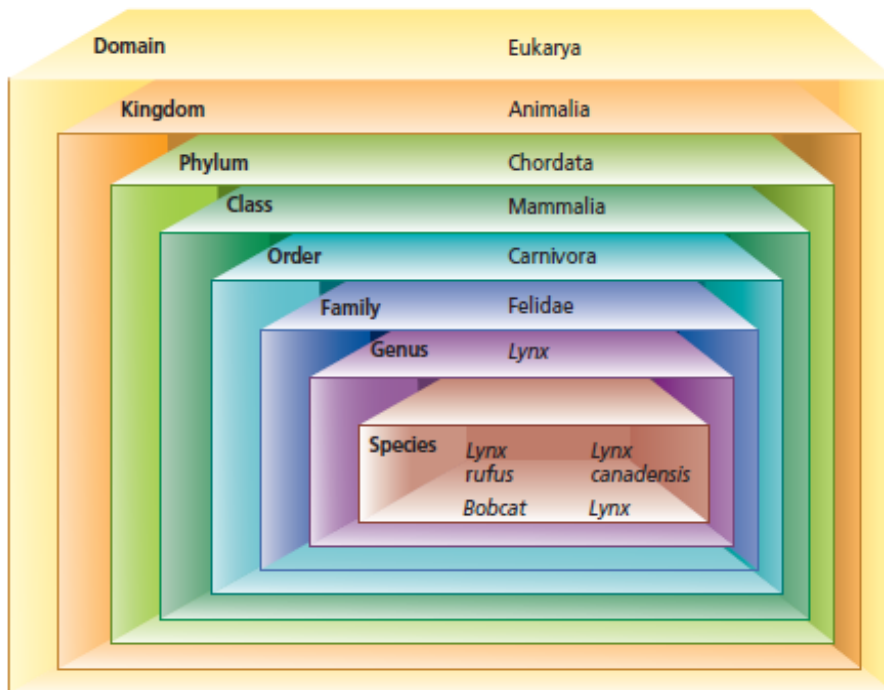 Domain Eukarya
Kingdom Animalia
Phylum Chordata
Class Mammalia
Order Carnivora
Family Felidae
Genus Lynx
Species Lynx Lynx
rufus canadensis
Bobcat Lynx